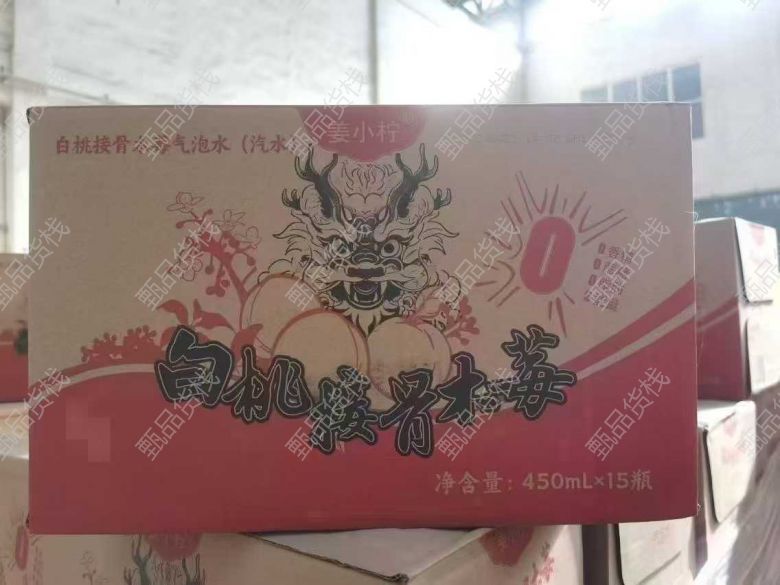 姜小柠
白桃接骨木莓气泡水（汽水）
0
白桃接骨木莓
净含量：450mL×15瓶
甄品货栈